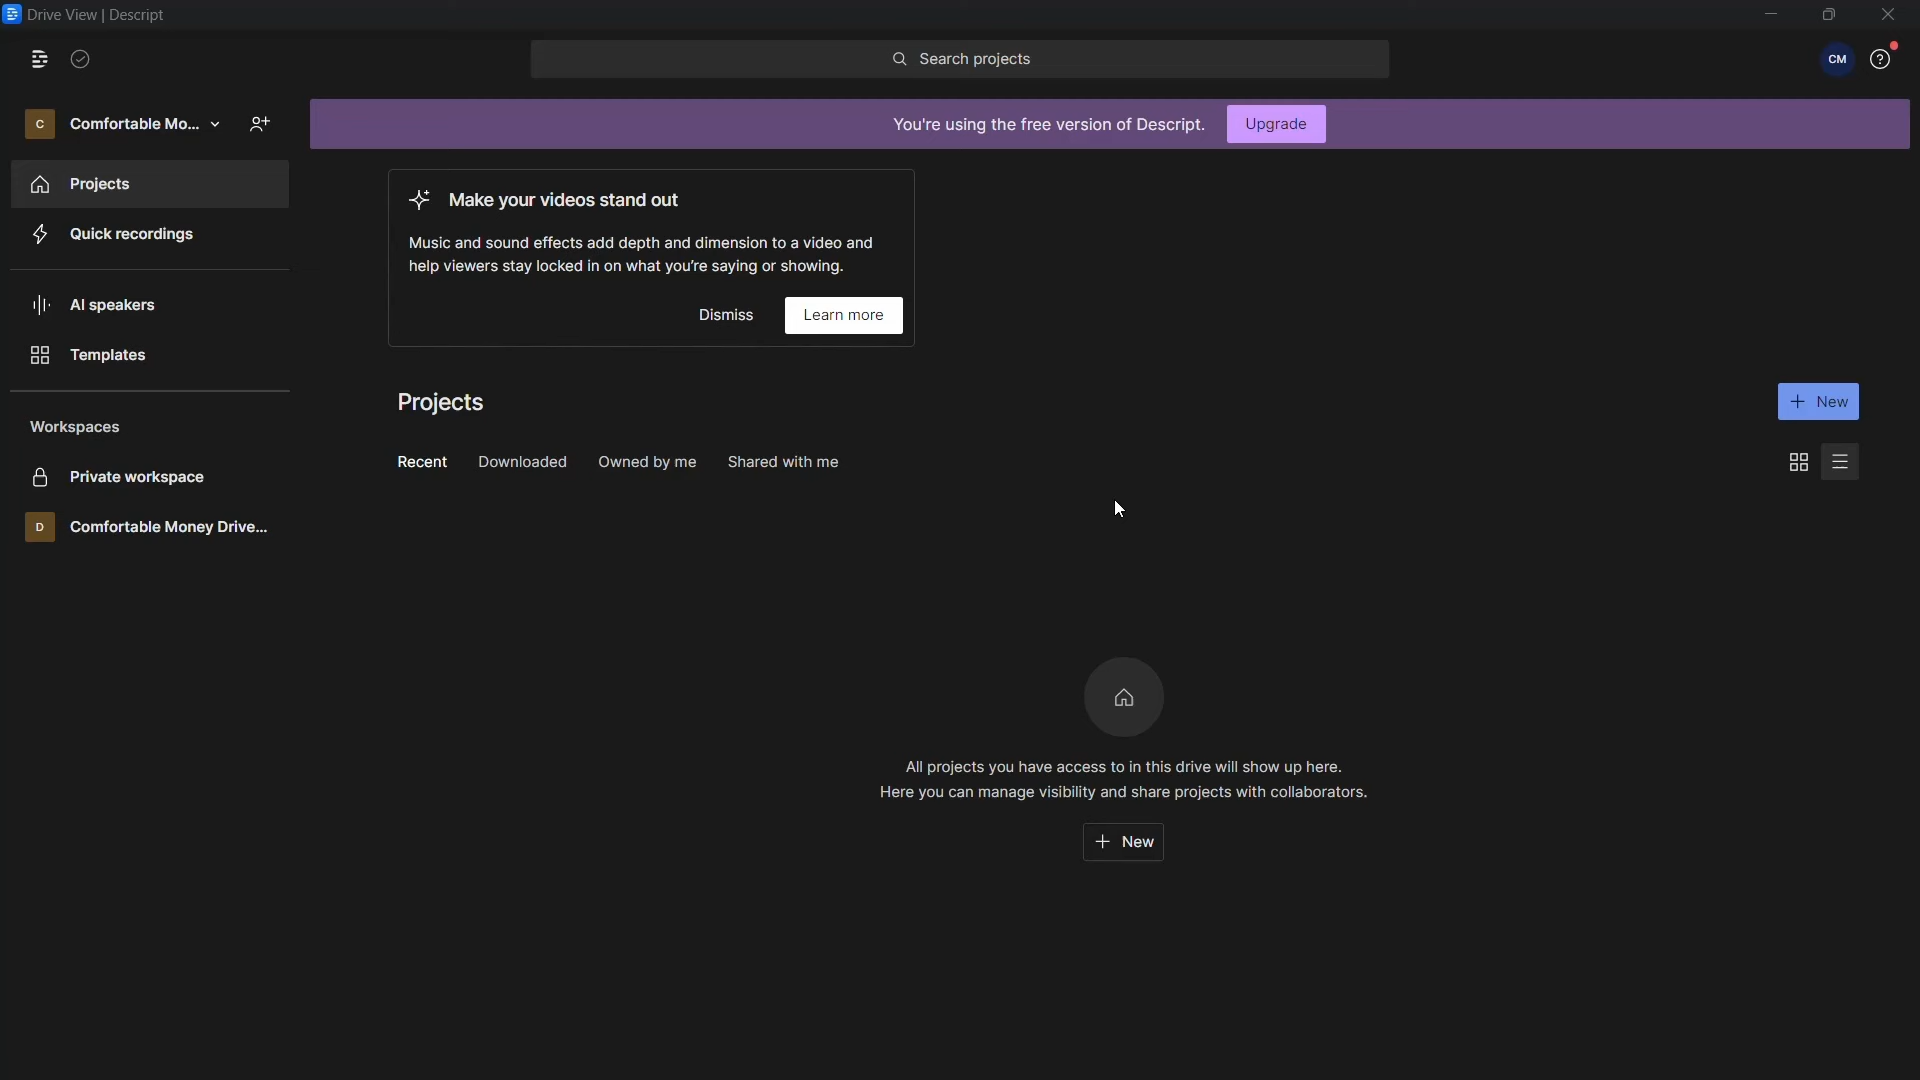 Drive View | Descript
Search projects
CM
C
Comfortable Mo...
You're using the free version of Descript.
Upgrade
Projects
Quick recordings
AI speakers
Templates
Workspaces
Private workspace
D
Comfortable Money Drive...
Make your videos stand out
Music and sound effects add depth and dimension to a video and
help viewers stay locked in on what you're saying or showing.
Dismiss
Learn more
Projects
+ New
Recent
Downloaded
Owned by me
Shared with me
All projects you have access to in this drive will show up here.
Here you can manage visibility and share projects with collaborators.
+ New